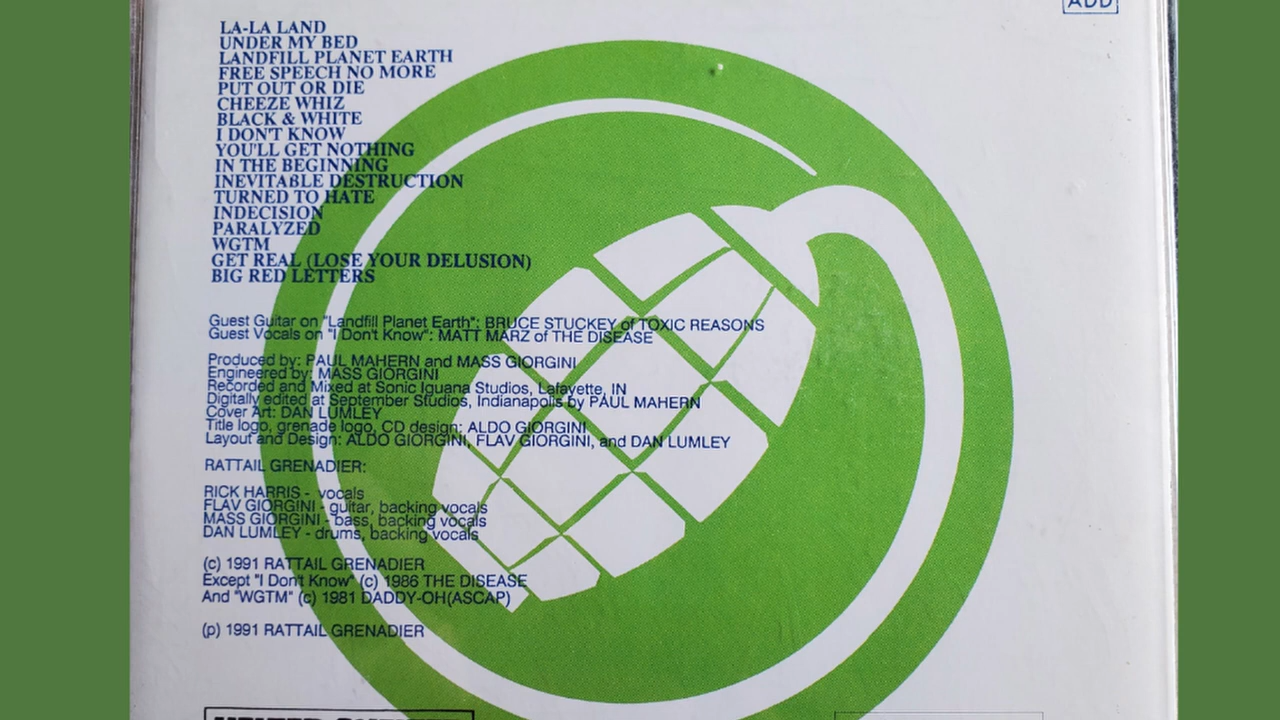 ADD
LA-LA LAND
UNDER MY BED
LANDFILL PLANET EARTH
FREE SPEECH NO MORE
PUT OUT OR DIE
CHEEZE WHIZ
BLACK & WHITE
I DON'T KNOW
YOU'LL GET NOTHING
IN THE BEGINNING
INEVITABLE DESTRUCTION
TURNED TO HATE
INDECISION
PARALYZED
WGTM
GET REAL (LOSE YOUR DELUSION)
BIG RED LETTERS
Guest Guitar on "Landfill Planet Earth": BRUCE STUCKEY of TOXIC REASONS
Guest Vocals on "I Don't Know": MATT MARZ of THE DISEASE
Produced by: PAUL MAHERN and MASS GIORGINI
Engineered by: MASS GIORGINI
Recorded and Mixed at Sonic Iguana Studios, Lafayette, IN
Digitally edited at September Studios, Indianapolis by PAUL MAHERN
Cover Art: DAN LUMLEY
Title logo, grenade logo, CD design: ALDO GIORGINI
Layout and Design: ALDO GIORGINI, FLAV GIORGINI, and DAN LUMLEY
RATTAIL GRENADIER:
RICK HARRIS - vocals
FLAV GIORGINI - guitar, backing vocals
MASS GIORGINI - bass, backing vocals
DAN LUMLEY - drums, backing vocals
(c) 1991 RATTAIL GRENADIER
Except "I Don't Know" (c) 1986 THE DISEASE
And "WGTM" (c) 1981 DADDY-OH(ASCAP)
(p) 1991 RATTAIL GRENADIER